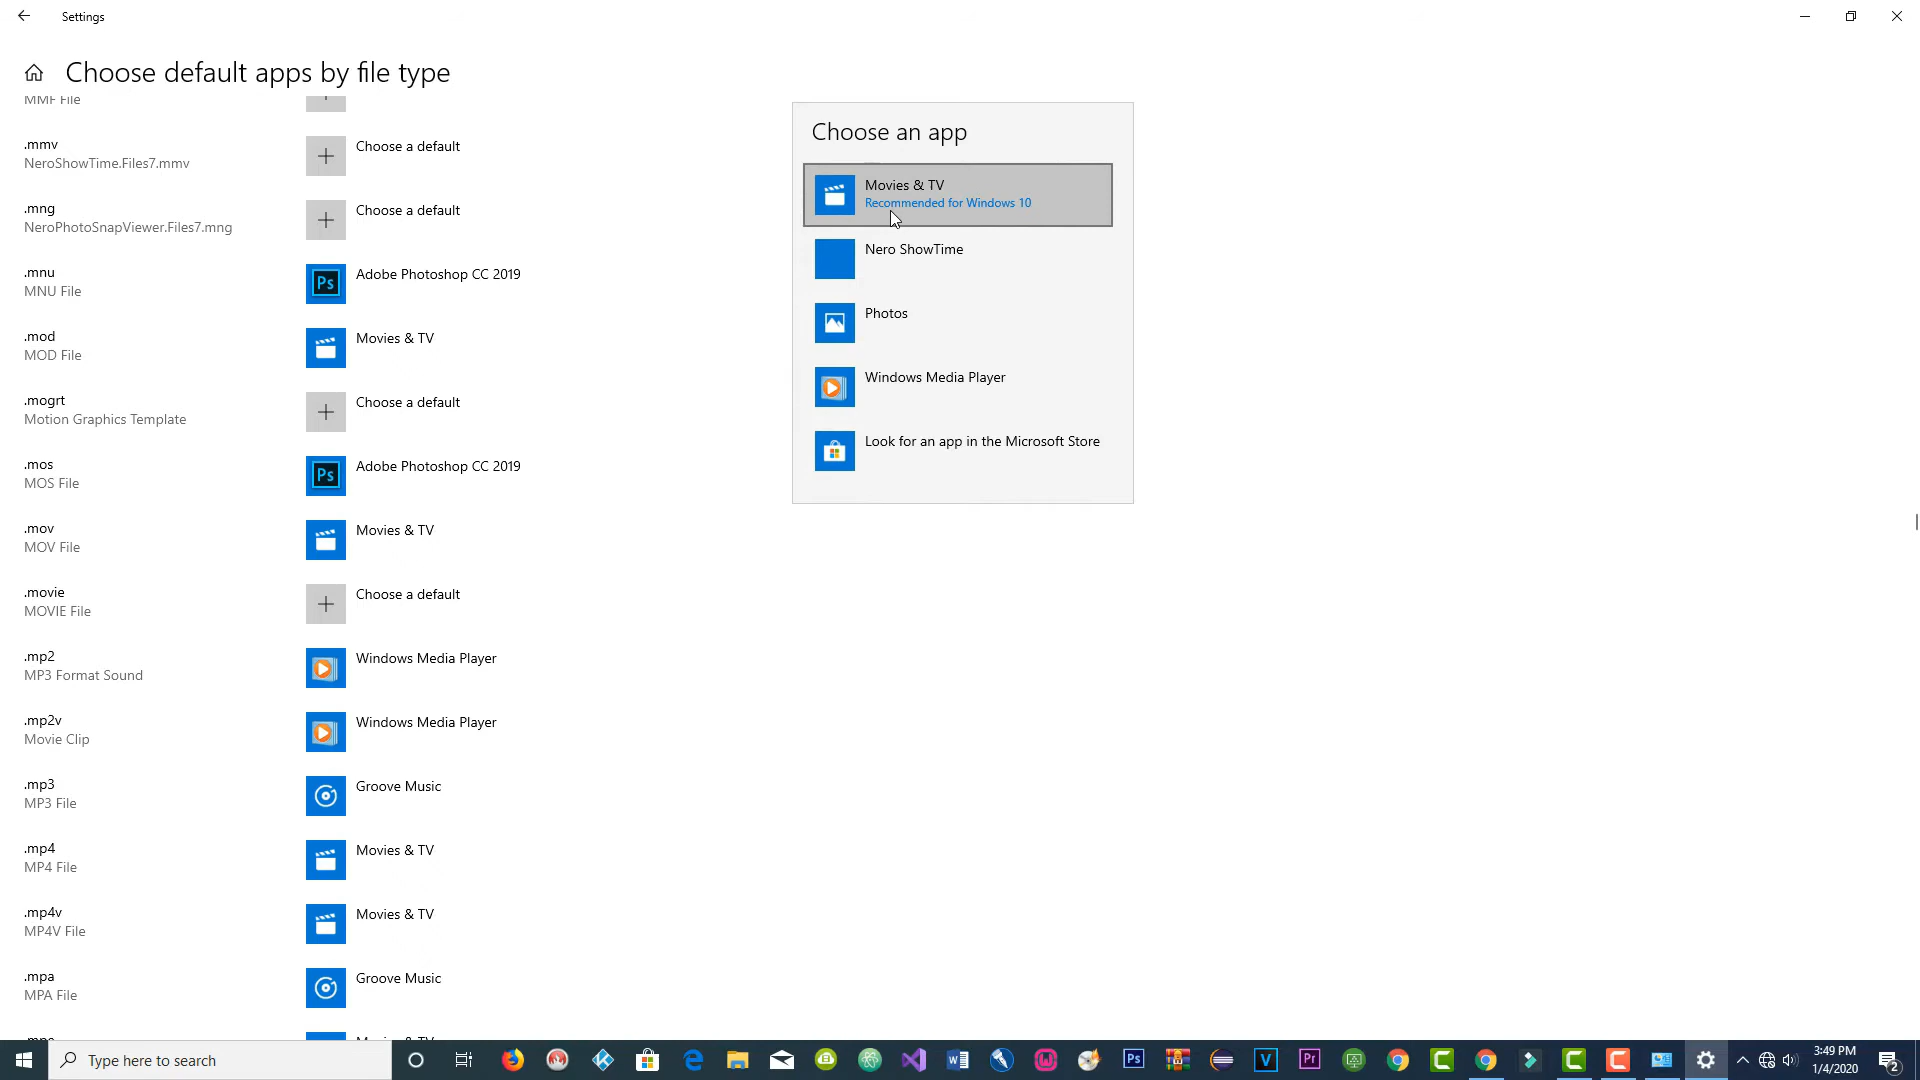 Settings
Choose default apps by file type
MMF File
.mmv
NeroShowTime.Files7.mmv
Choose a default
.mng
NeroPhotoSnapViewer.Files7.mng
Choose a default
.mnu
MNU File
Adobe Photoshop CC 2019
.mod
MOD File
Movies & TV
.mogrt
Motion Graphics Template
Choose a default
.mos
MOS File
Adobe Photoshop CC 2019
.mov
MOV File
Movies & TV
.movie
MOVIE File
Choose a default
.mp2
MP3 Format Sound
Windows Media Player
.mp2v
Movie Clip
Windows Media Player
.mp3
MP3 File
Groove Music
.mp4
MP4 File
Movies & TV
.mp4v
MP4V File
Movies & TV
.mpa
MPA File
Groove Music
Movies & TV
Choose an app
Movies & TV
Recommended for Windows 10
Nero ShowTime
Photos
Windows Media Player
Look for an app in the Microsoft Store
Type here to search
3:49 PM
1/4/2020
2